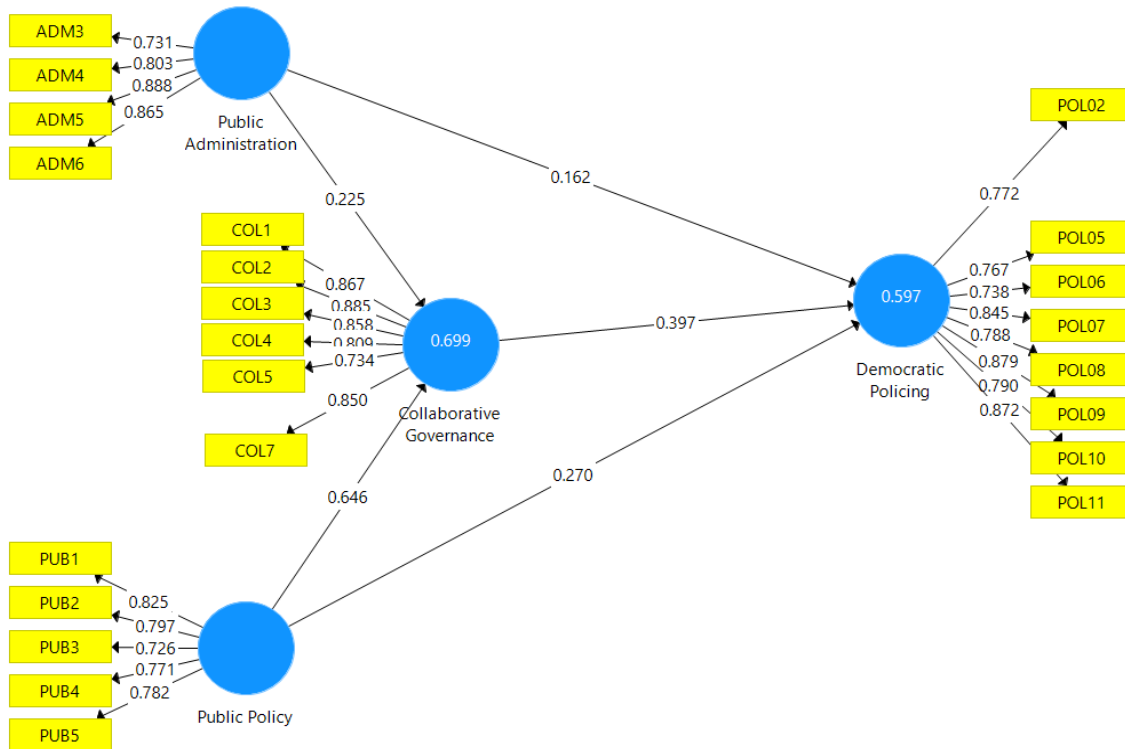 ADM3
0.731
ADM4
0.803
ADM5
0.888
ADM6
0.865
Public
Administration
0.225
0.162
COL1
0.867
COL2
0.885
COL3
0.858
COL4
0.809
COL5
0.734
0.850
COL7
0.699
Collaborative
Governance
0.397
0.646
0.270
PUB1
0.825
PUB2
0.797
PUB3
0.726
PUB4
0.771
PUB5
0.782
Public Policy
0.597
Democratic
Policing
POL02
0.772
POL05
0.767
POL06
0.738
POL07
0.845
POL08
0.788
POL09
0.879
POL10
0.790
POL11
0.872